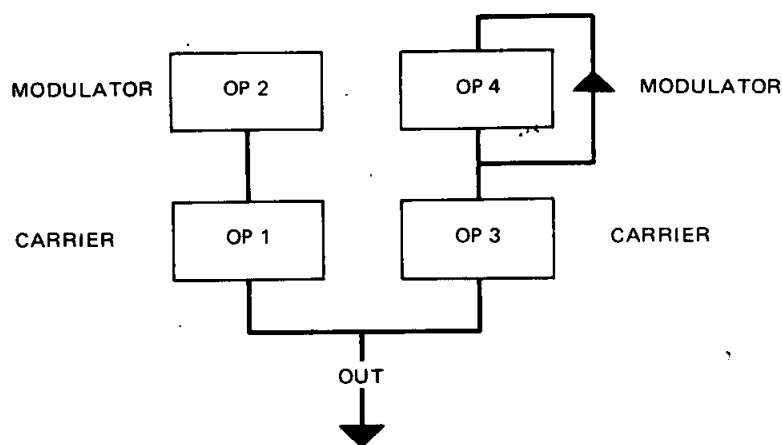 MODULATOR OP 2 OP 4 MODULATOR
CARRIER OP 1 OP 3 CARRIER
OUT